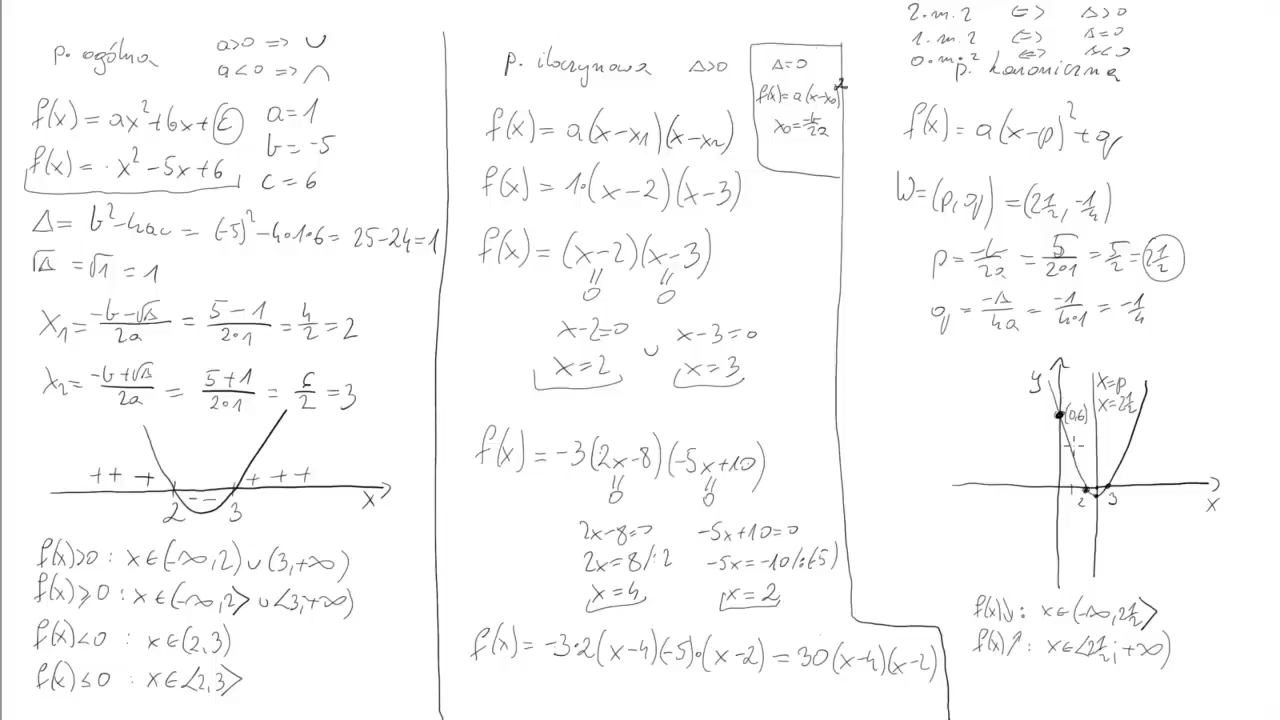 p. ogólna
a>0 => ∪
a<0 => ∩
f(x) = ax²+bx+c
a=1
b=-5
c=6
f(x) = x²-5x+6
Δ = b²-4ac = (-5)²-4·1·6 = 25-24=1
√Δ = √1 = 1
x₁ = (-b-√Δ)/2a = (5-1)/2·1 = 4/2 = 2
x₂ = (-b+√Δ)/2a = (5+1)/2·1 = 6/2 = 3
+ + + - - + + +
2 3 x
f(x)>0 : x∈(-∞,2)∪(3,+∞)
f(x)≥0 : x∈(-∞,2>∪<3,+∞)
f(x)<0 : x∈(2,3)
f(x)≤0 : x∈<2,3>
p. iloczynowa Δ>0
Δ=0
f(x)=a(x-x₀)²
x₀=-b/2a
f(x) = a(x-x₁)(x-x₂)
f(x) = 1·(x-2)(x-3)
f(x) = (x-2)(x-3)
= =
0 0
x-2=0 ∪ x-3=0
x=2 x=3
f(x) = -3(2x-8)(-5x+10)
= =
0 0
2x-8=0 -5x+10=0
2x=8/:2 -5x=-10/:(-5)
x=4 x=2
f(x) = -3·2(x-4)(-5)·(x-2) = 30(x-4)(x-2)
2.m.z <=> Δ>0
1.m.z <=> Δ=0
0.m.z <=> Δ<0
p. kanoniczna
f(x) = a(x-p)²+q
W=(p,q) = (2½,-¼)
p = -b/2a = 5/2·1 = 5/2 = 2½
q = -Δ/4a = -1/4·1 = -¼
y
x=p
x=2½
(0,6)
2 3
x
f(x)↓ : x∈(-∞,2½>
f(x)↑ : x∈<2½;+∞)